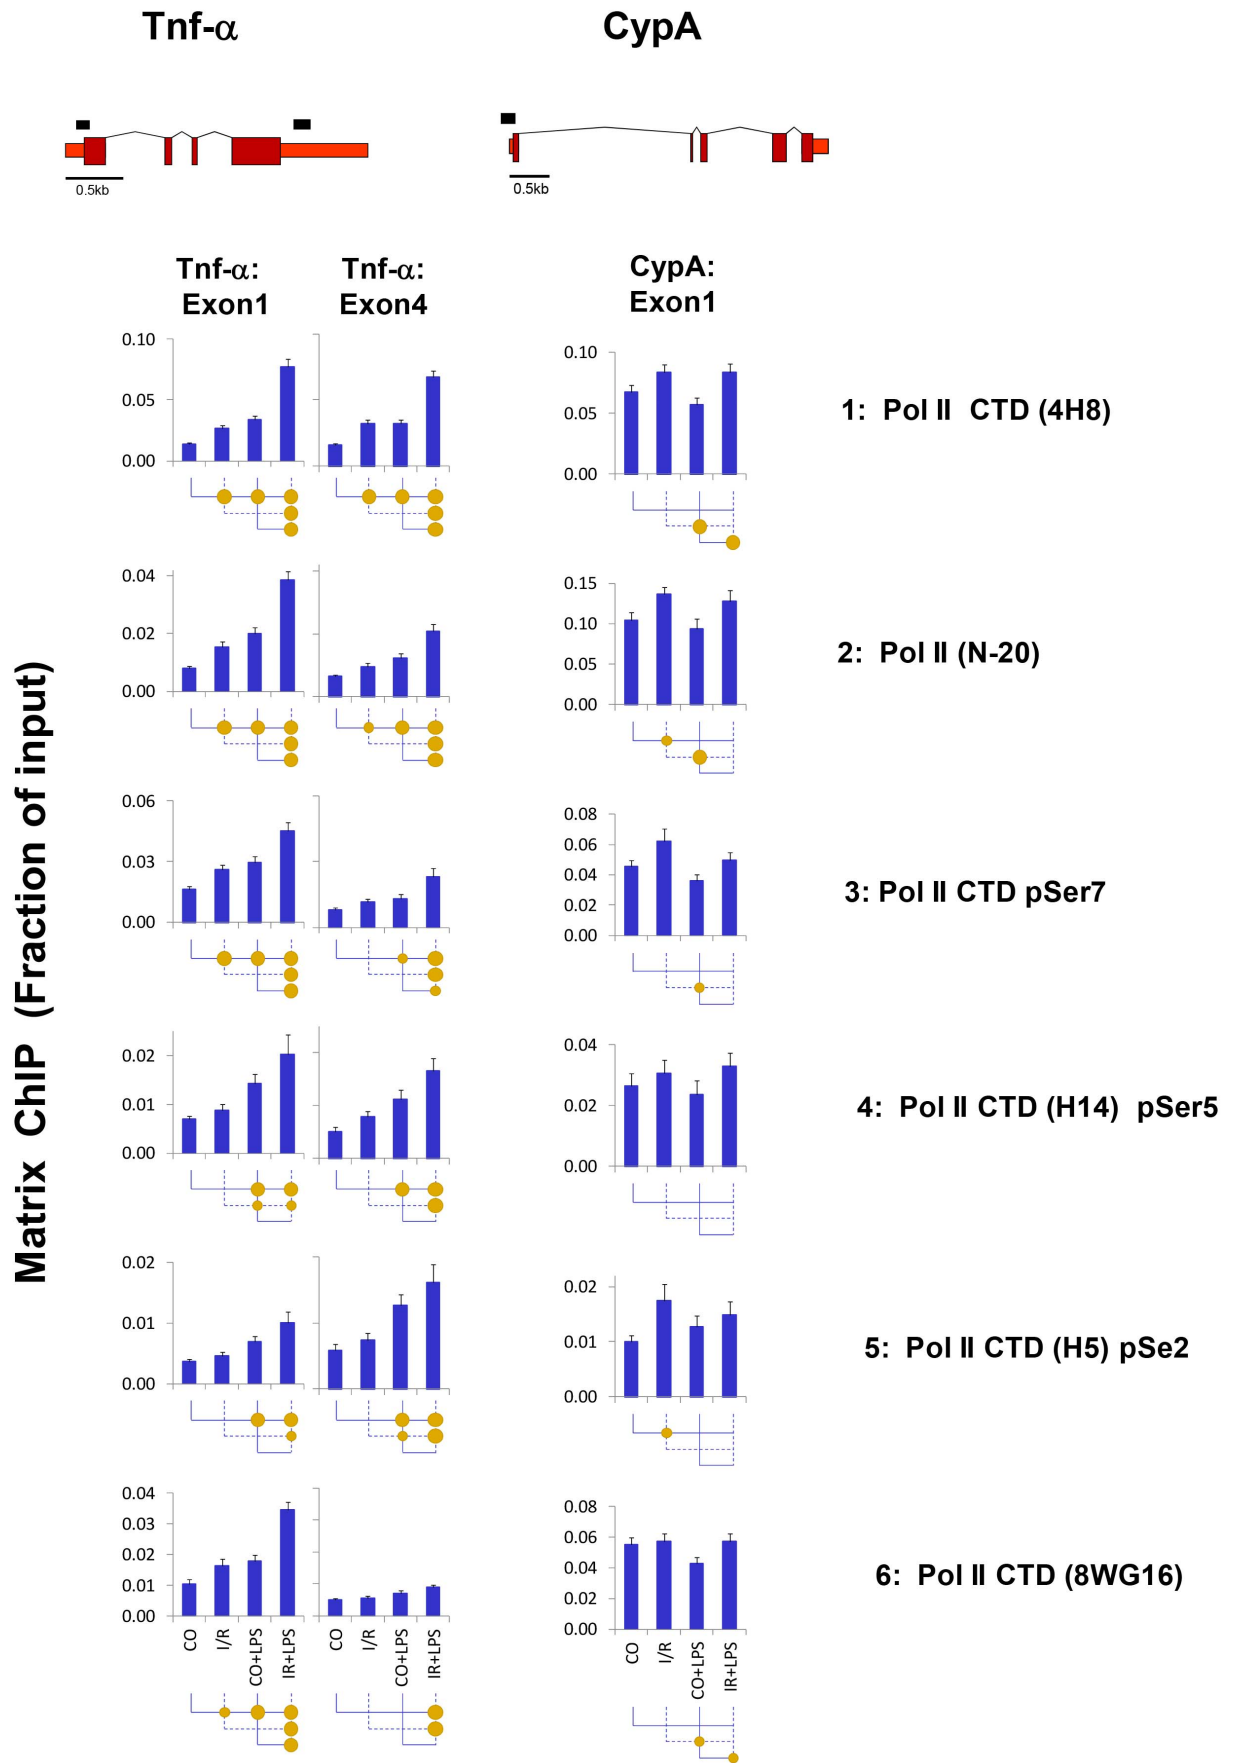 Tnf-α CypA
0.5kb 0.5kb
Tnf-α: Tnf-α: CypA:
Exon1 Exon4 Exon1
Matrix ChIP (Fraction of input)
0.10 0.10
0.05 0.05
0.00 0.00
1: Pol II CTD (4H8)
0.04 0.15
0.02 0.10
0.00 0.05
0.00
2: Pol II (N-20)
0.06 0.08
0.03 0.06
0.00 0.04
0.02
0.00
3: Pol II CTD pSer7
0.02 0.04
0.01 0.02
0.00 0.00
4: Pol II CTD (H14) pSer5
0.02 0.02
0.01 0.01
0.00 0.00
5: Pol II CTD (H5) pSe2
0.04 0.08
0.03 0.06
0.02 0.04
0.01 0.02
0.00 0.00
6: Pol II CTD (8WG16)
CO I/R CO+LPS IR+LPS CO I/R CO+LPS IR+LPS CO I/R CO+LPS IR+LPS